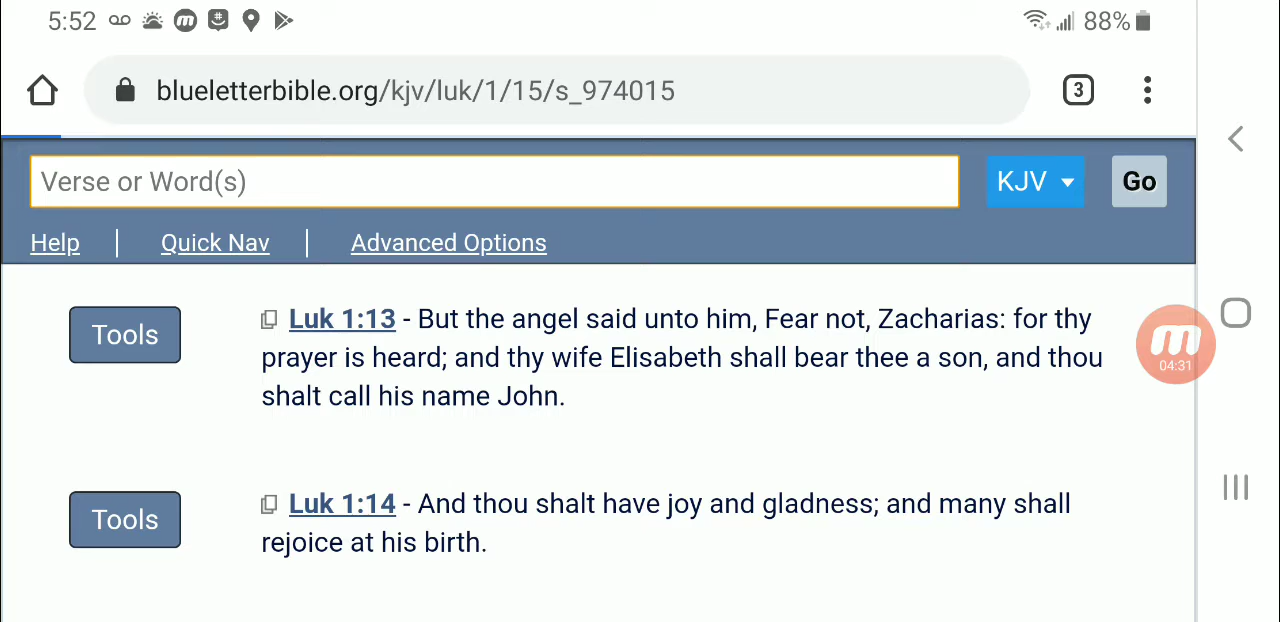 5:52 88%
blueletterbible.org/kjv/luk/1/15/s_974015 3
Verse or Word(s) KJV Go
Help | Quick Nav | Advanced Options
Tools Luk 1:13 - But the angel said unto him, Fear not, Zacharias: for thy
prayer is heard; and thy wife Elisabeth shall bear thee a son, and thou
shalt call his name John.
04:31
Tools Luk 1:14 - And thou shalt have joy and gladness; and many shall
rejoice at his birth.